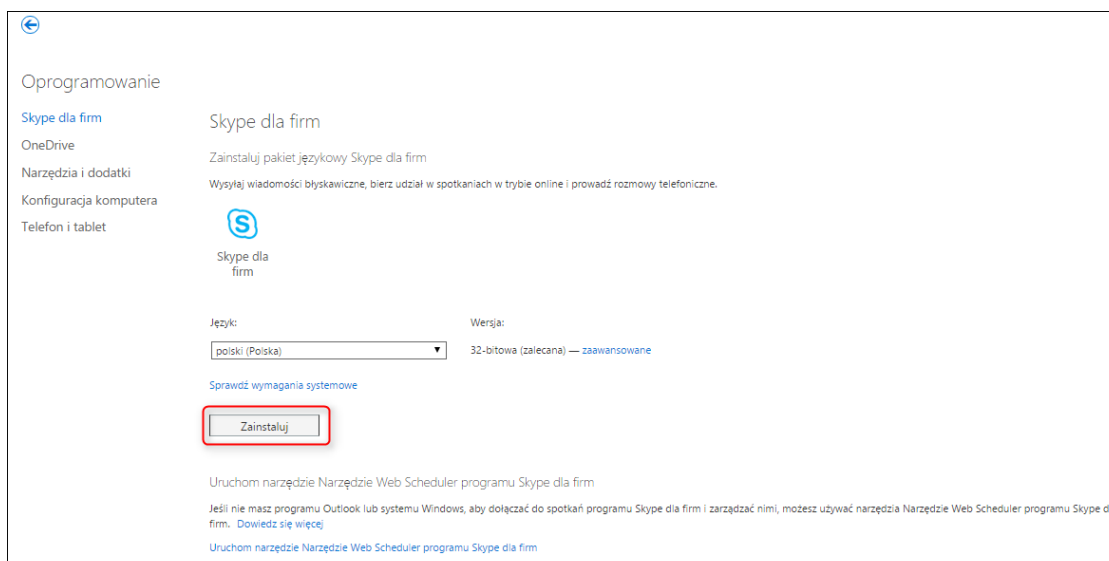 Oprogramowanie
Skype dla firm
OneDrive
Narzędzia i dodatki
Konfiguracja komputera
Telefon i tablet
Skype dla firm
Zainstaluj pakiet językowy Skype dla firm
Wysyłaj wiadomości błyskawiczne, bierz udział w spotkaniach w trybie online i prowadź rozmowy telefoniczne.
Skype dla
firm
Język:
Wersja:
polski (Polska)
32-bitowa (zalecana) — zaawansowane
Sprawdź wymagania systemowe
Zainstaluj
Uruchom narzędzie Narzędzie Web Scheduler programu Skype dla firm
Jeśli nie masz programu Outlook lub systemu Windows, aby dołączać do spotkań programu Skype dla firm i zarządzać nimi, możesz używać narzędzia Narzędzie Web Scheduler programu Skype d
firm. Dowiedz się więcej
Uruchom narzędzie Narzędzie Web Scheduler programu Skype dla firm